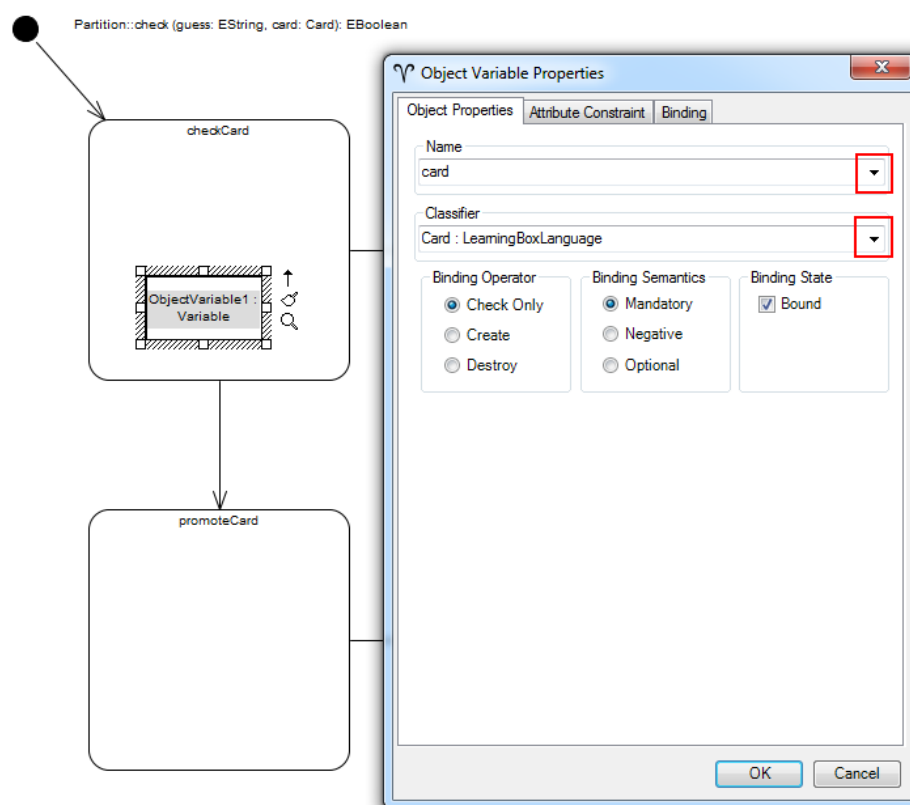 Partition::check (guess: EString, card: Card): EBoolean
checkCard
ObjectVariable1 :
Variable
promoteCard
Object Variable Properties
Object Properties
Attribute Constraint
Binding
Name
card
Classifier
Card : LearningBoxLanguage
Binding Operator
Check Only
Create
Destroy
Binding Semantics
Mandatory
Negative
Optional
Binding State
Bound
OK
Cancel